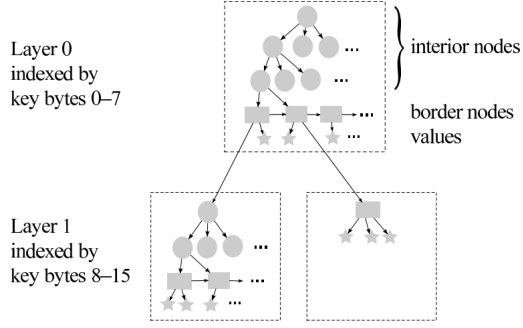 Layer 0
indexed by
key bytes 0–7
interior nodes
border nodes
values
Layer 1
indexed by
key bytes 8–15